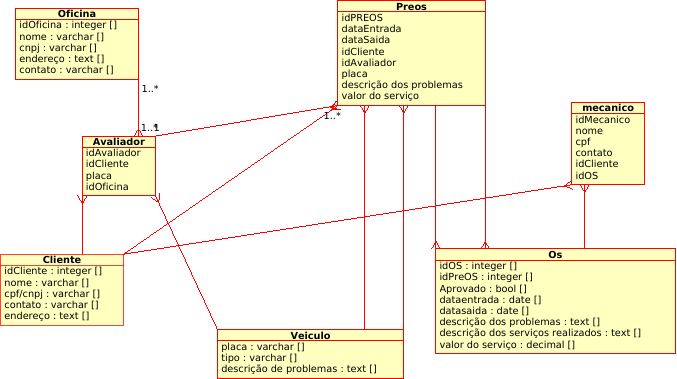 Oficina
idOficina : integer []
nome : varchar []
cnpj : varchar []
endereço : text []
contato : varchar []
Preos
idPREOS
dataEntrada
dataSaida
idCliente
idAvaliador
placa
descrição dos problemas
valor do serviço
1..*
1..*
mecanico
idMecanico
nome
cpf
contato
idCliente
idOS
Avaliador
idAvaliador
idCliente
placa
idOficina
Cliente
idCliente : integer []
nome : varchar []
cpf/cnpj : varchar []
contato : varchar []
endereço : text []
Os
idOS : integer []
idPreOS : integer []
Aprovado : bool []
dataentrada : date []
datasaida : date []
descrição dos problemas : text []
descrição dos serviços realizados : text []
valor do serviço : decimal []
Veiculo
placa : varchar []
tipo : varchar []
descrição de problemas : text []